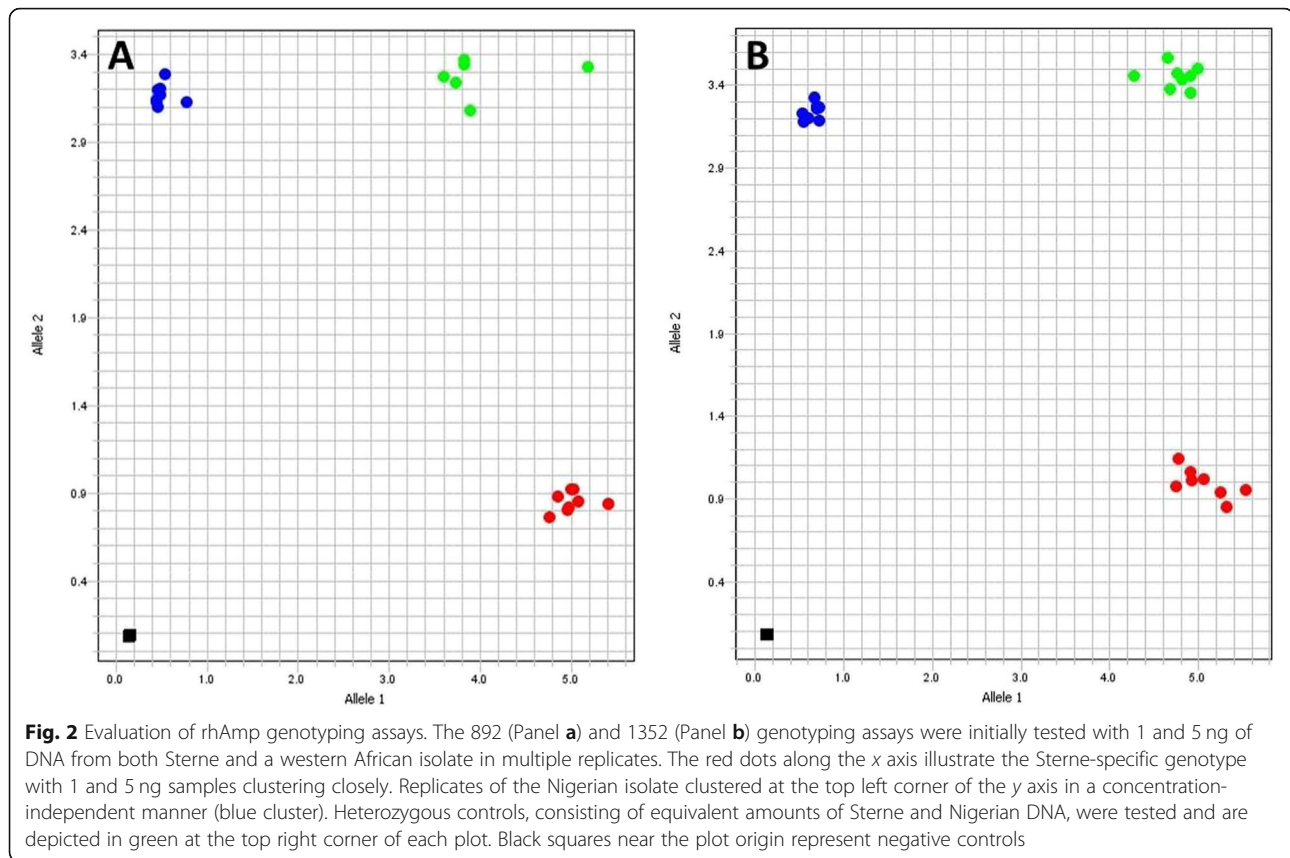 A
3.4
2.9
2.4
1.9
1.4
0.9
0.4
Allele 2
0.0 1.0 2.0 3.0 4.0 5.0
Allele 1
B
3.4
2.9
3.4
1.9
1.4
0.9
0.4
Allele 2
0.0 1.0 2.0 3.0 4.0 5.0
Allele 1
Fig. 2 Evaluation of rhAmp genotyping assays. The 892 (Panel a) and 1352 (Panel b) genotyping assays were initially tested with 1 and 5 ng of
DNA from both Sterne and a western African isolate in multiple replicates. The red dots along the x axis illustrate the Sterne-specific genotype
with 1 and 5 ng samples clustering closely. Replicates of the Nigerian isolate clustered at the top left corner of the y axis in a concentration-
independent manner (blue cluster). Heterozygous controls, consisting of equivalent amounts of Sterne and Nigerian DNA, were tested and are
depicted in green at the top right corner of each plot. Black squares near the plot origin represent negative controls